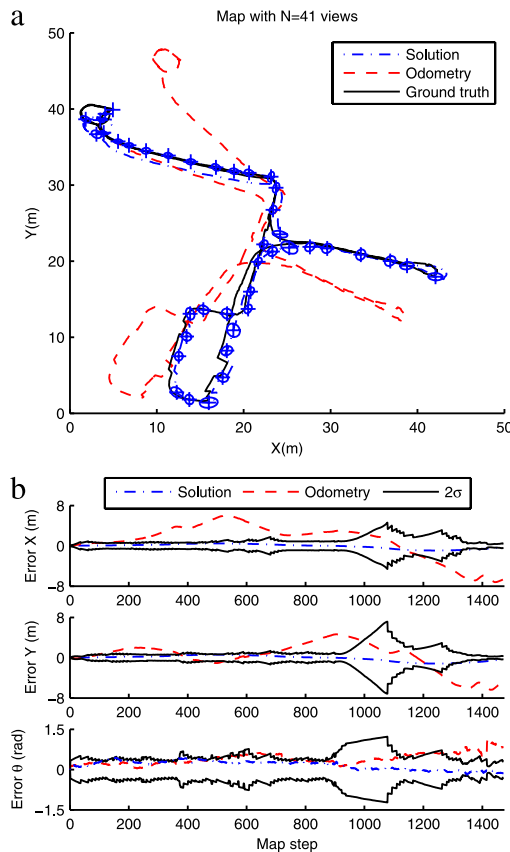 a
Map with N=41 views
Solution
Odometry
Ground truth
50
40
30
20
10
0
Y(m)
0 10 20 30 40 50
X(m)
b
Solution Odometry 2σ
8
0
−8
Error X (m)
0 200 400 600 800 1000 1200 1400
8
0
−8
Error Y (m)
0 200 400 600 800 1000 1200 1400
1.5
0
−1.5
Error θ (rad)
0 200 400 600 800 1000 1200 1400
Map step